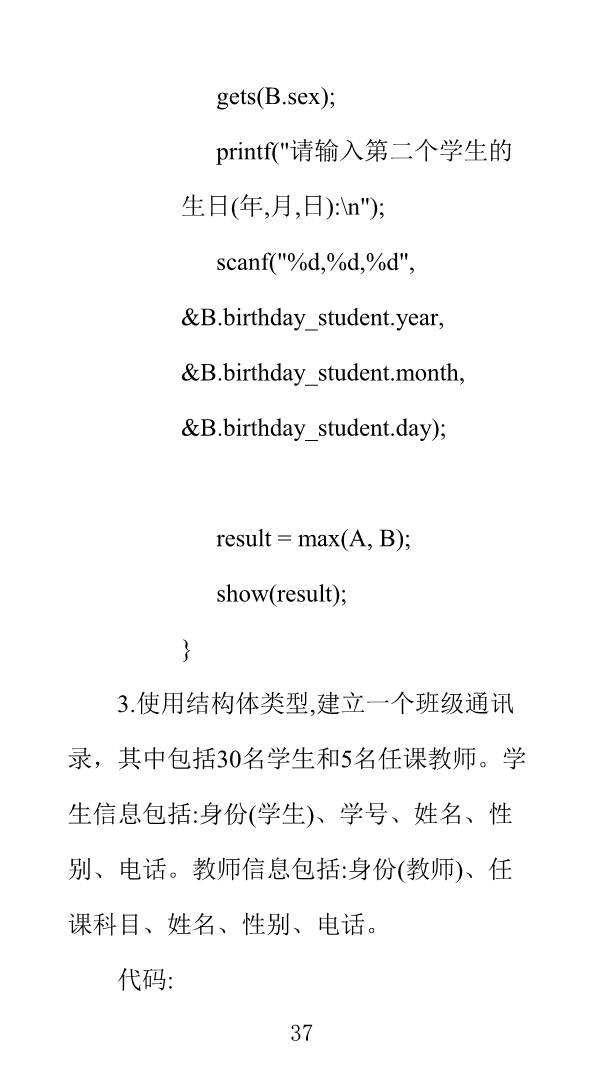 gets(B.sex);
printf("请输入第二个学生的
生日(年,月,日):\n");
scanf("%d,%d,%d",
&B.birthday_student.year,
&B.birthday_student.month,
&B.birthday_student.day);
result = max(A, B);
show(result);
}
3.使用结构体类型,建立一个班级通讯
录，其中包括30名学生和5名任课教师。学
生信息包括:身份(学生)、学号、姓名、性
别、电话。教师信息包括:身份(教师)、任
课科目、姓名、性别、电话。
代码:
37